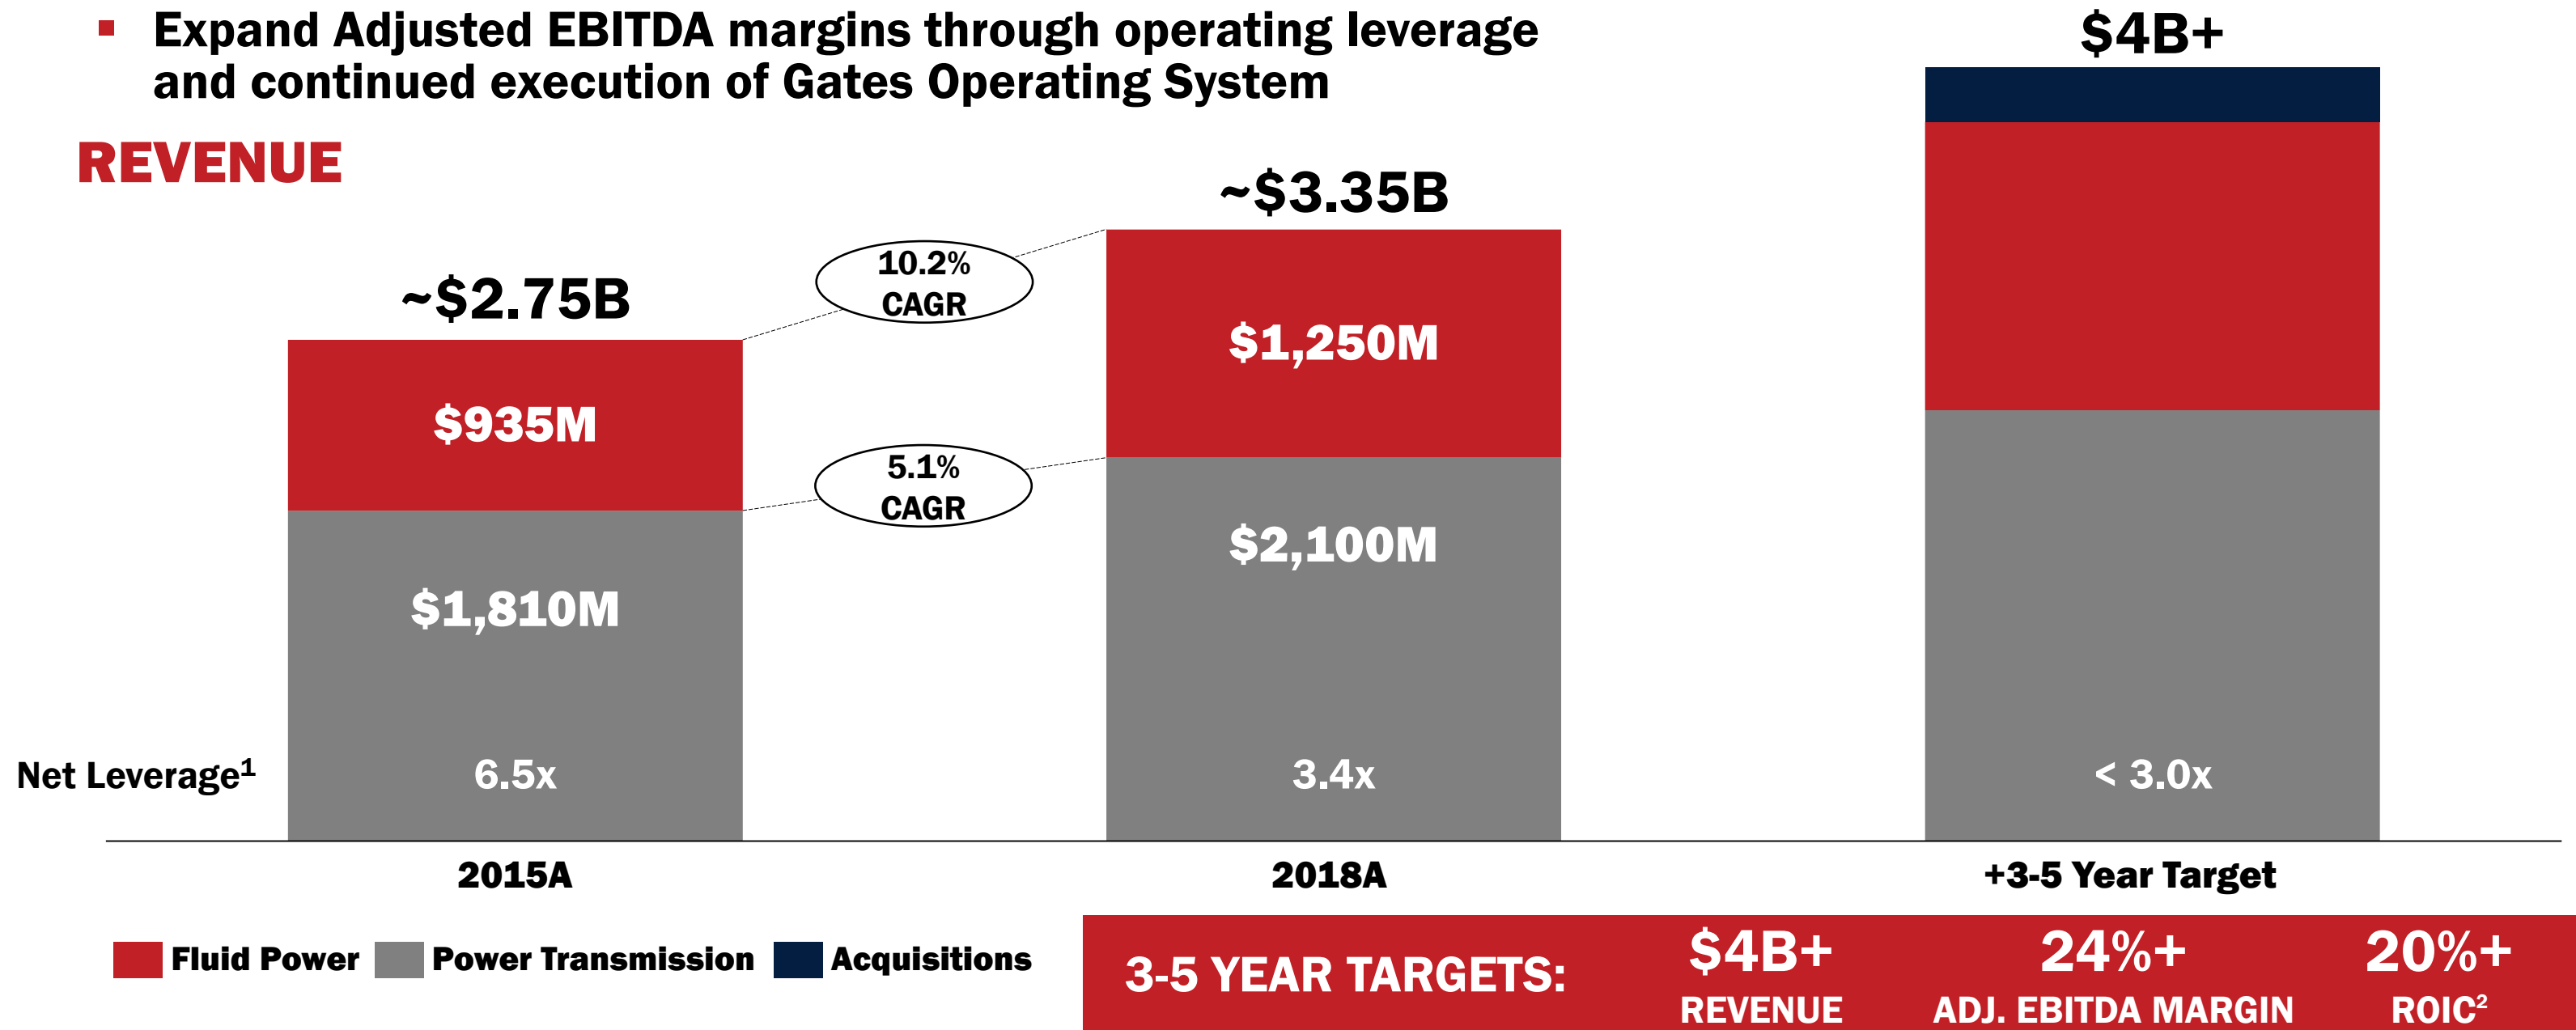 ▪ Expand Adjusted EBITDA margins through operating leverage
and continued execution of Gates Operating System
REVENUE
~$2.75B
~$3.35B
$4B+
10.2%
CAGR
5.1%
CAGR
$935M
$1,250M
$1,810M
$2,100M
Net Leverage¹
6.5x
3.4x
< 3.0x
2015A
2018A
+3-5 Year Target
Fluid Power
Power Transmission
Acquisitions
3-5 YEAR TARGETS:
$4B+
REVENUE
24%+
ADJ. EBITDA MARGIN
20%+
ROIC²